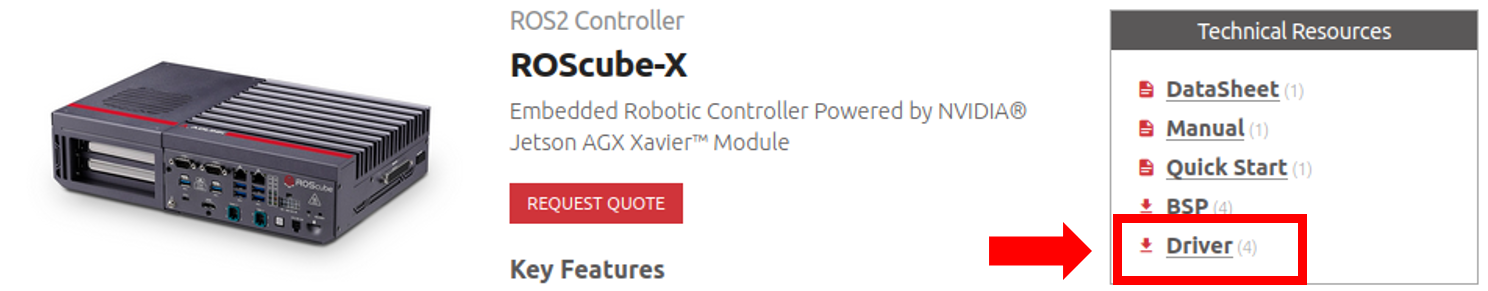 ROS2 Controller
ROScube-X
Embedded Robotic Controller Powered by NVIDIA®
Jetson AGX Xavier™ Module
REQUEST QUOTE
Key Features
Technical Resources
DataSheet (1)
Manual (1)
Quick Start (1)
BSP (4)
Driver (4)
ROScube